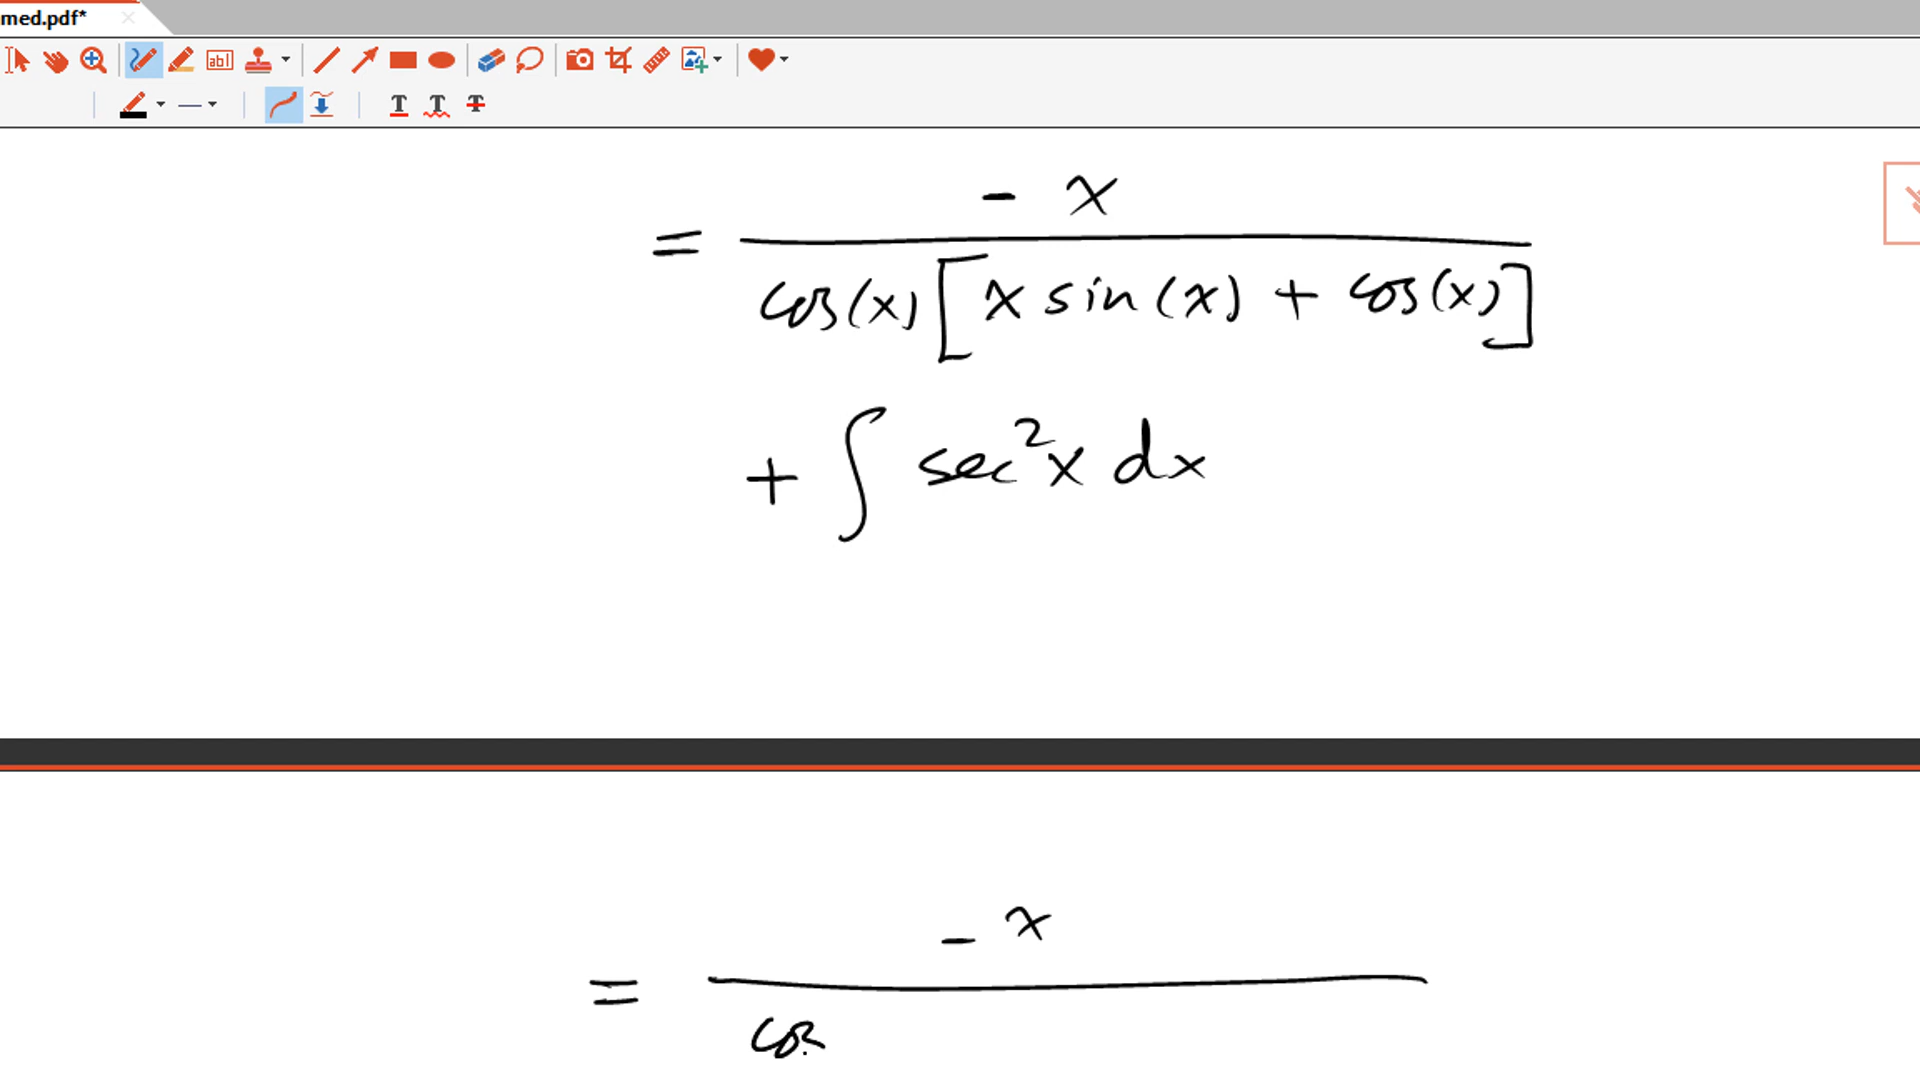 med.pdf*
= - x / cos(x) [x sin(x) + cos(x)]
+ ∫ sec²x dx
= - x / cos